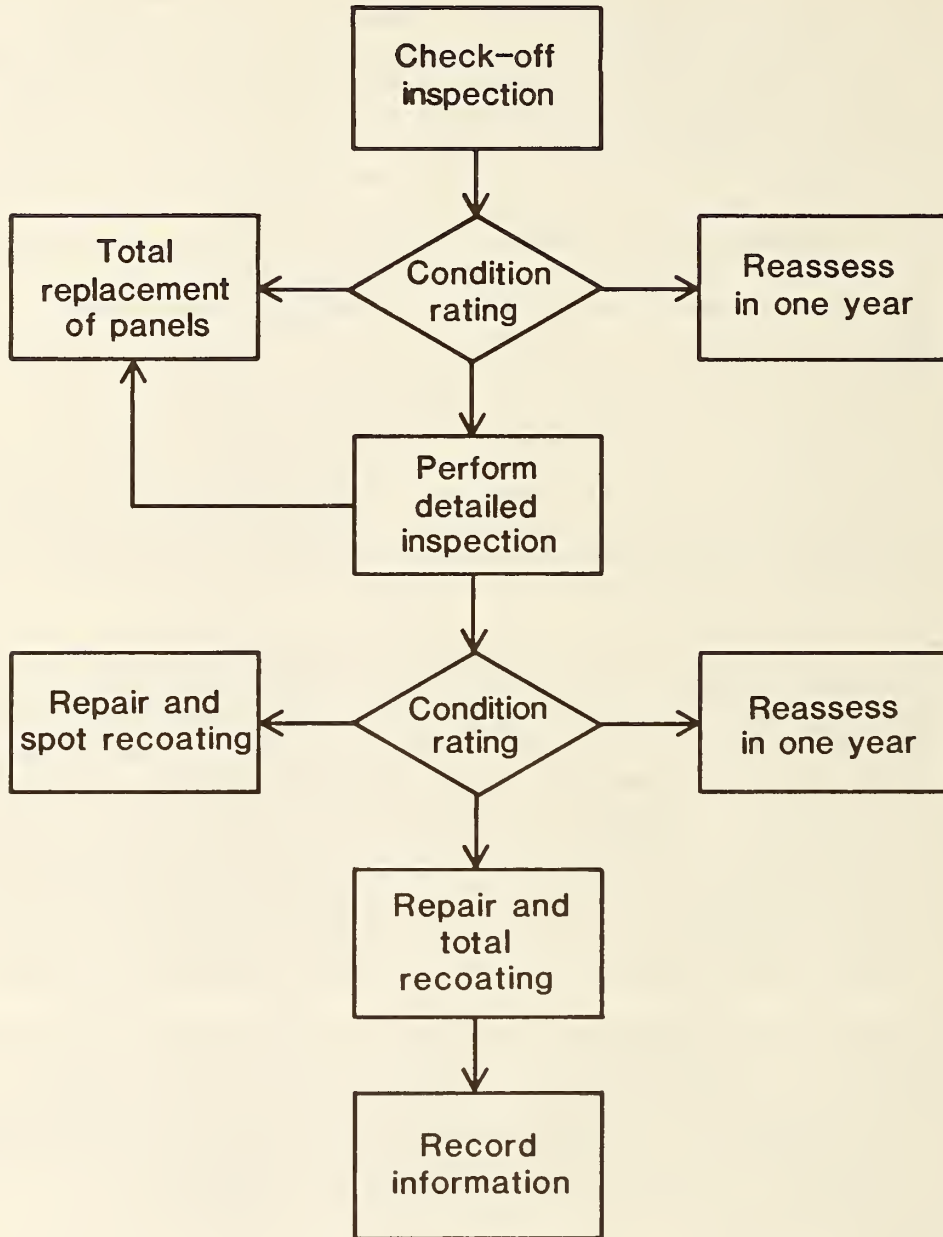 Check-off
inspection
Total
replacement
of panels
Condition
rating
Reassess
in one year
Perform
detailed
inspection
Repair and
spot recoating
Condition
rating
Reassess
in one year
Repair and
total
recoating
Record
information